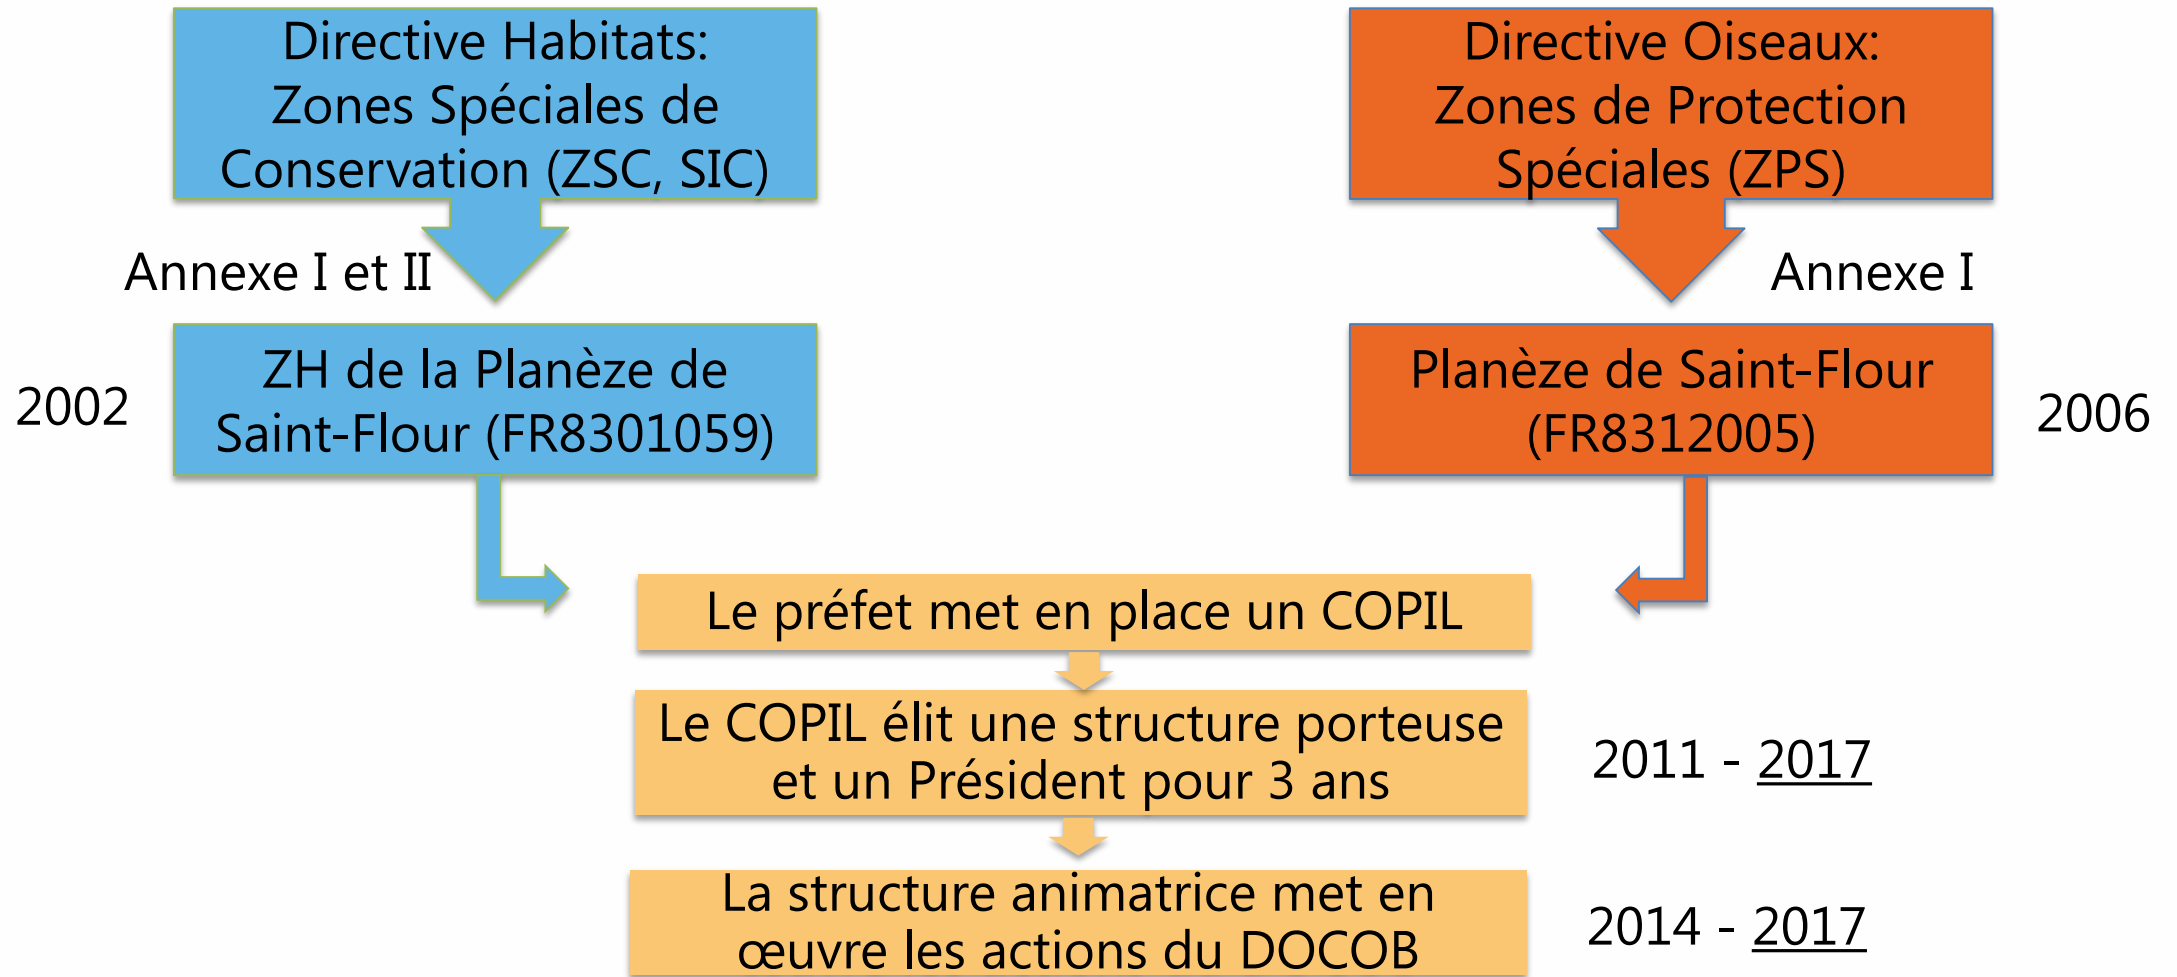 Directive Habitats:
Zones Spéciales de
Conservation (ZSC, SIC)
Directive Oiseaux:
Zones de Protection
Spéciales (ZPS)
Annexe I et II
Annexe I
2002
ZH de la Planèze de
Saint-Flour (FR8301059)
Planèze de Saint-Flour
(FR8312005)
2006
Le préfet met en place un COPIL
Le COPIL élit une structure porteuse
et un Président pour 3 ans
2011 - 2017
La structure animatrice met en
œuvre les actions du DOCOB
2014 - 2017